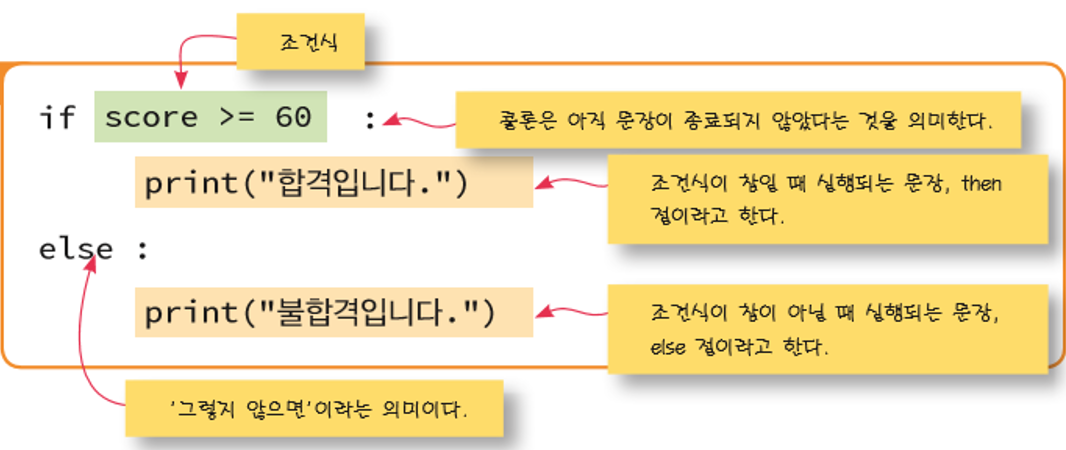 조건식
if score >= 60 :
콜론은 아직 문장이 종료되지 않았다는 것을 의미한다.
print("합격입니다.")
조건식이 참일 때 실행되는 문장, then
절이라고 한다.
else :
print("불합격입니다.")
조건식이 참이 아닐 때 실행되는 문장,
else 절이라고 한다.
'그렇지 않으면'이라는 의미이다.